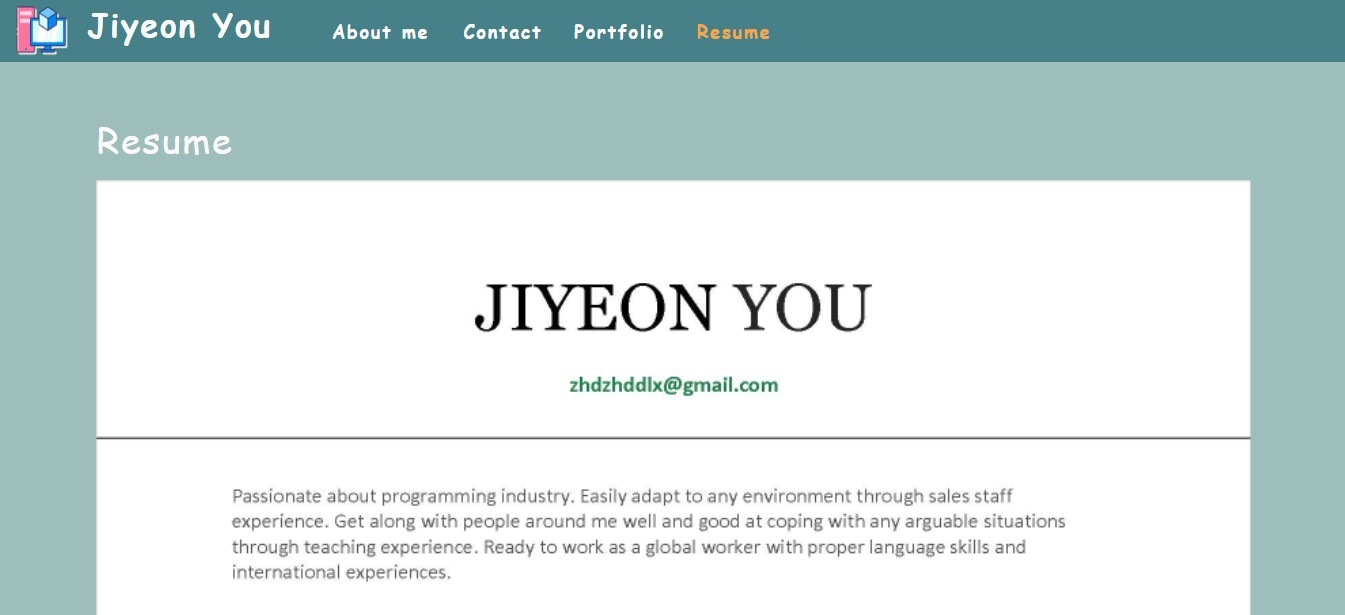 Jiyeon You
About me
Contact
Portfolio
Resume
Resume
JIYEON YOU
zhdzhddlx@gmail.com
Passionate about programming industry. Easily adapt to any environment through sales staff
experience. Get along with people around me well and good at coping with any arguable situations
through teaching experience. Ready to work as a global worker with proper language skills and
international experiences.